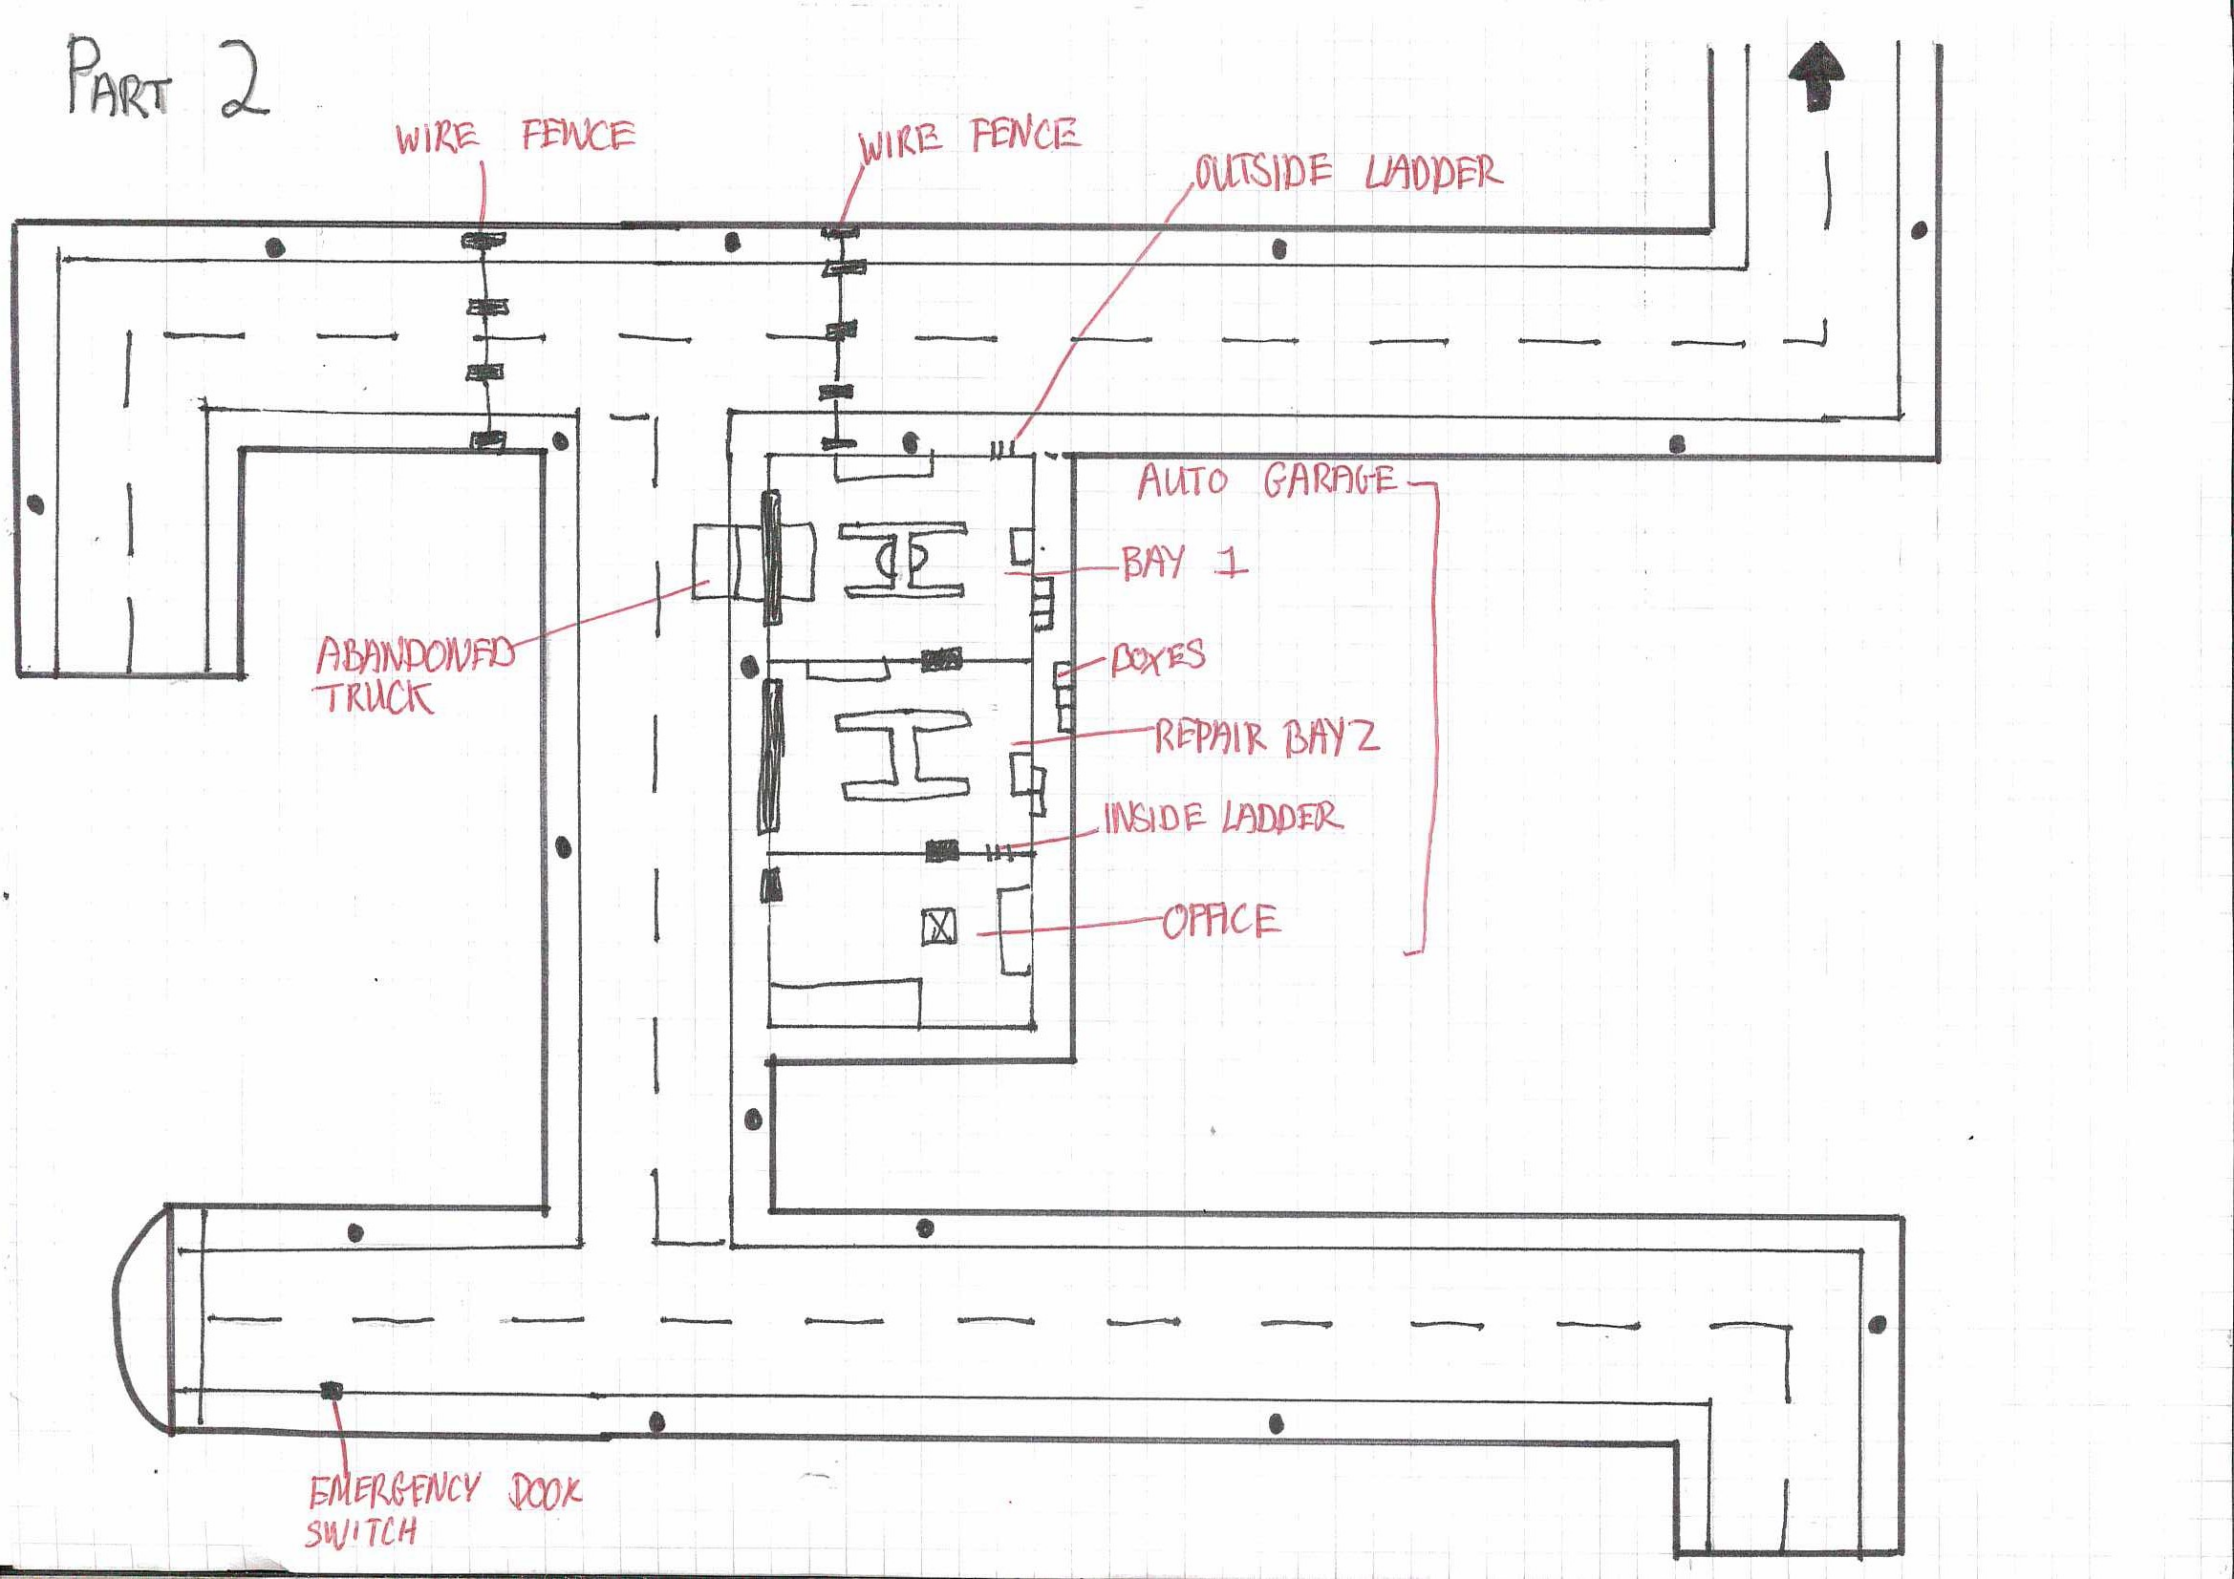 PART 2
WIRE FENCE
WIRE FENCE
OUTSIDE LADDER
AUTO GARAGE
BAY 1
ABANDONED
TRUCK
BOXES
REPAIR BAY 2
INSIDE LADDER
OFFICE
EMERGENCY DOOR
SWITCH